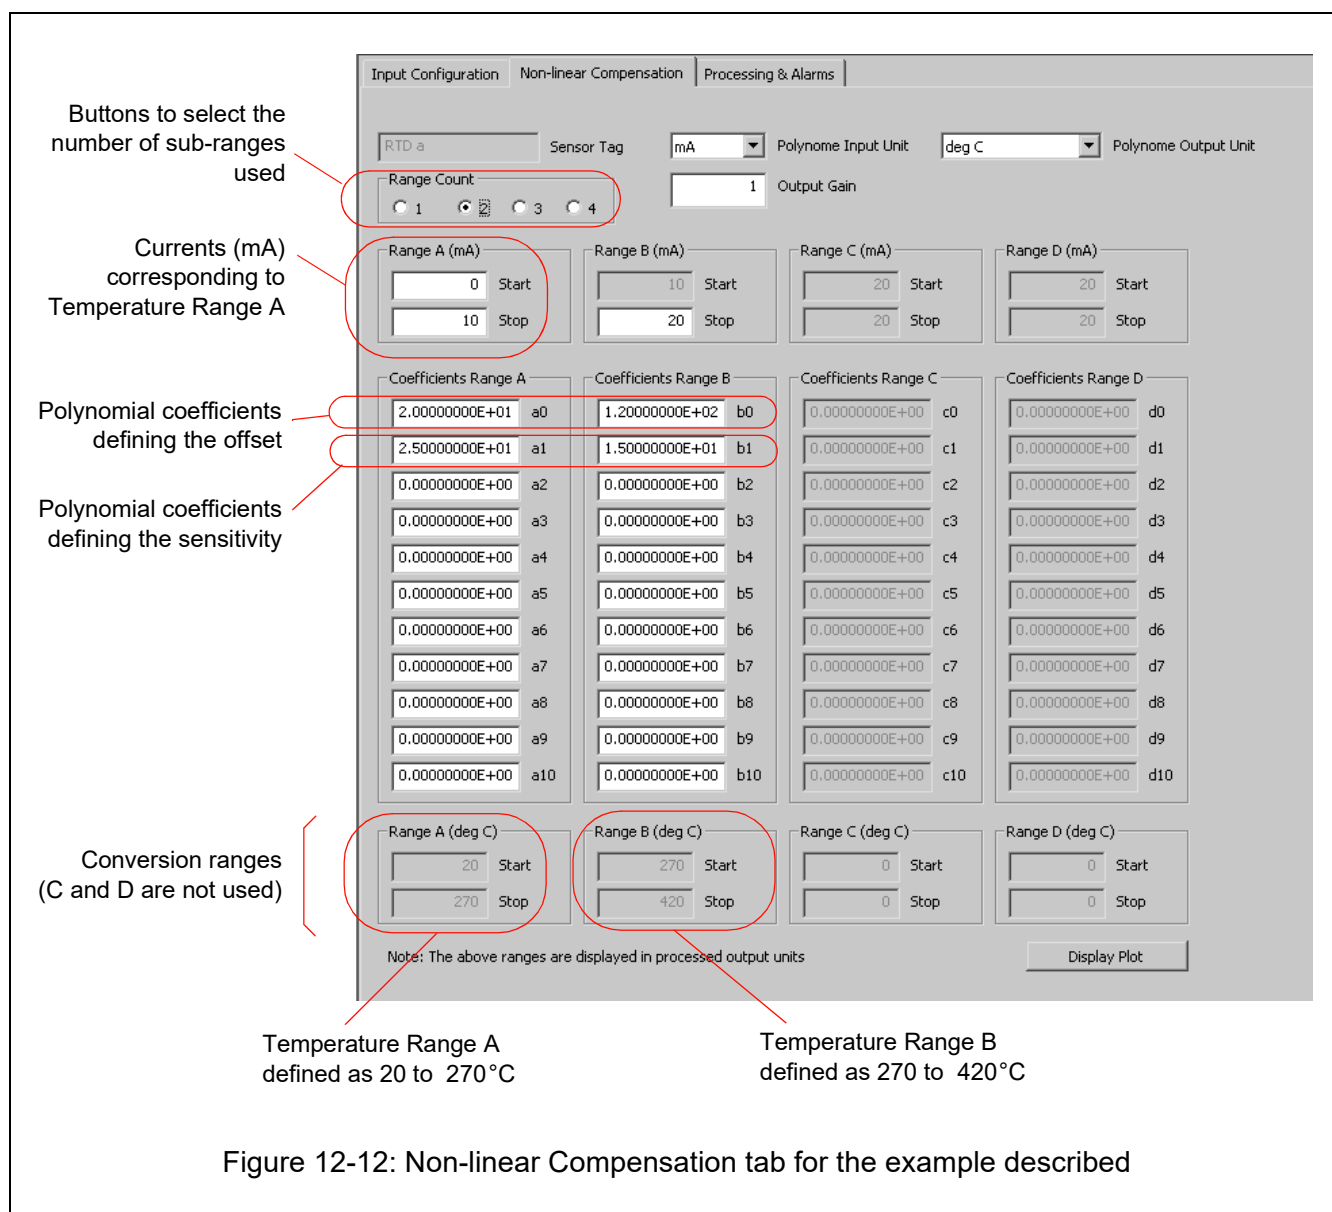 Input Configuration Non-linear Compensation Processing & Alarms
Buttons to select the
number of sub-ranges
used
RTD a Sensor Tag mA Polynome Input Unit deg C Polynome Output Unit
Range Count
1 2 3 4
1 Output Gain
Currents (mA)
corresponding to
Temperature Range A
Range A (mA) Range B (mA) Range C (mA) Range D (mA)
0 Start 10 Start 20 Start 20 Start
10 Stop 20 Stop 20 Stop 20 Stop
Polynomial coefficients
defining the offset
Polynomial coefficients
defining the sensitivity
Coefficients Range A Coefficients Range B Coefficients Range C Coefficients Range D
2.00000000E+01 a0 1.20000000E+02 b0 0.00000000E+00 c0 0.00000000E+00 d0
2.50000000E+01 a1 1.50000000E+01 b1 0.00000000E+00 c1 0.00000000E+00 d1
0.00000000E+00 a2 0.00000000E+00 b2 0.00000000E+00 c2 0.00000000E+00 d2
0.00000000E+00 a3 0.00000000E+00 b3 0.00000000E+00 c3 0.00000000E+00 d3
0.00000000E+00 a4 0.00000000E+00 b4 0.00000000E+00 c4 0.00000000E+00 d4
0.00000000E+00 a5 0.00000000E+00 b5 0.00000000E+00 c5 0.00000000E+00 d5
0.00000000E+00 a6 0.00000000E+00 b6 0.00000000E+00 c6 0.00000000E+00 d6
0.00000000E+00 a7 0.00000000E+00 b7 0.00000000E+00 c7 0.00000000E+00 d7
0.00000000E+00 a8 0.00000000E+00 b8 0.00000000E+00 c8 0.00000000E+00 d8
0.00000000E+00 a9 0.00000000E+00 b9 0.00000000E+00 c9 0.00000000E+00 d9
0.00000000E+00 a10 0.00000000E+00 b10 0.00000000E+00 c10 0.00000000E+00 d10
Conversion ranges
(C and D are not used)
Range A (deg C) Range B (deg C) Range C (deg C) Range D (deg C)
20 Start 270 Start 0 Start 0 Start
270 Stop 420 Stop 0 Stop 0 Stop
Note: The above ranges are displayed in processed output units Display Plot
Temperature Range A
defined as 20 to 270°C
Temperature Range B
defined as 270 to 420°C
Figure 12-12: Non-linear Compensation tab for the example described